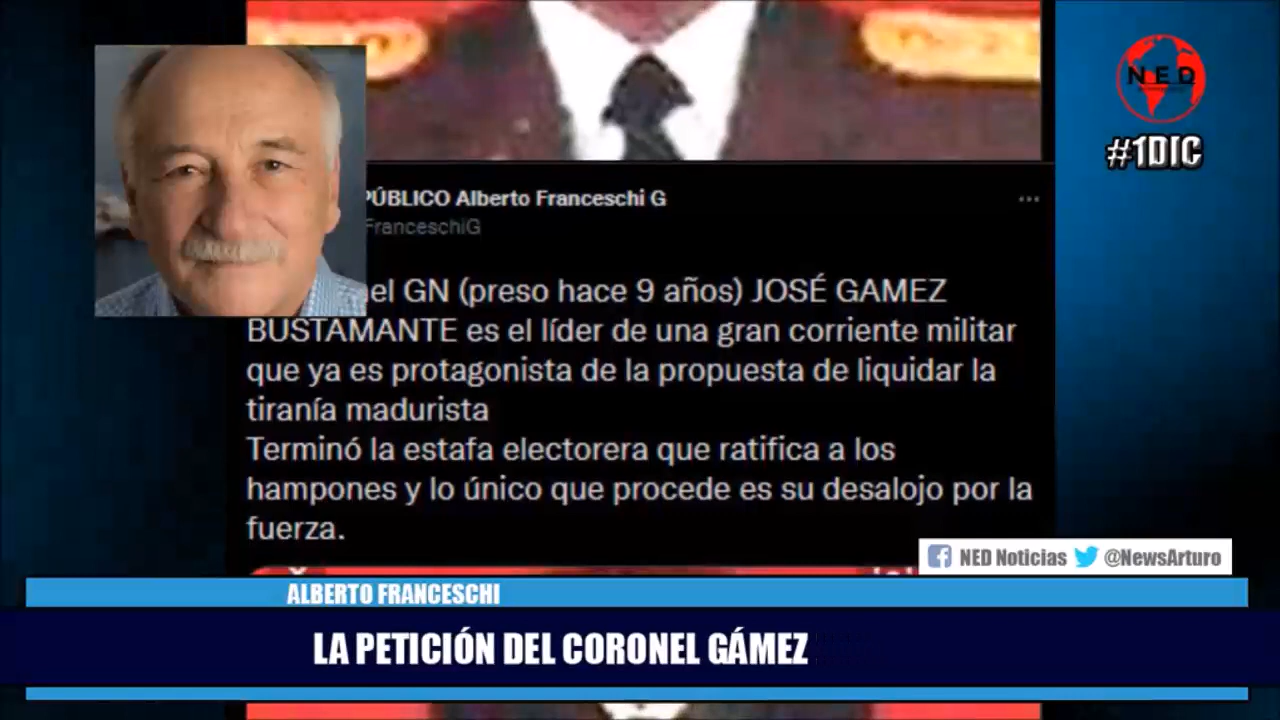 NED
#1DIC
PÚBLICO Alberto Franceschi G
FranceschiG
GN (preso hace 9 años) JOSÉ GAMEZ
BUSTAMANTE es el líder de una gran corriente militar
que ya es protagonista de la propuesta de liquidar la
tiranía madurista
Terminó la estafa electorera que ratifica a los
hampones y lo único que procede es su desalojo por la
fuerza.
NED Noticias @NewsArturo
ALBERTO FRANCESCHI
LA PETICIÓN DEL CORONEL GÁMEZ